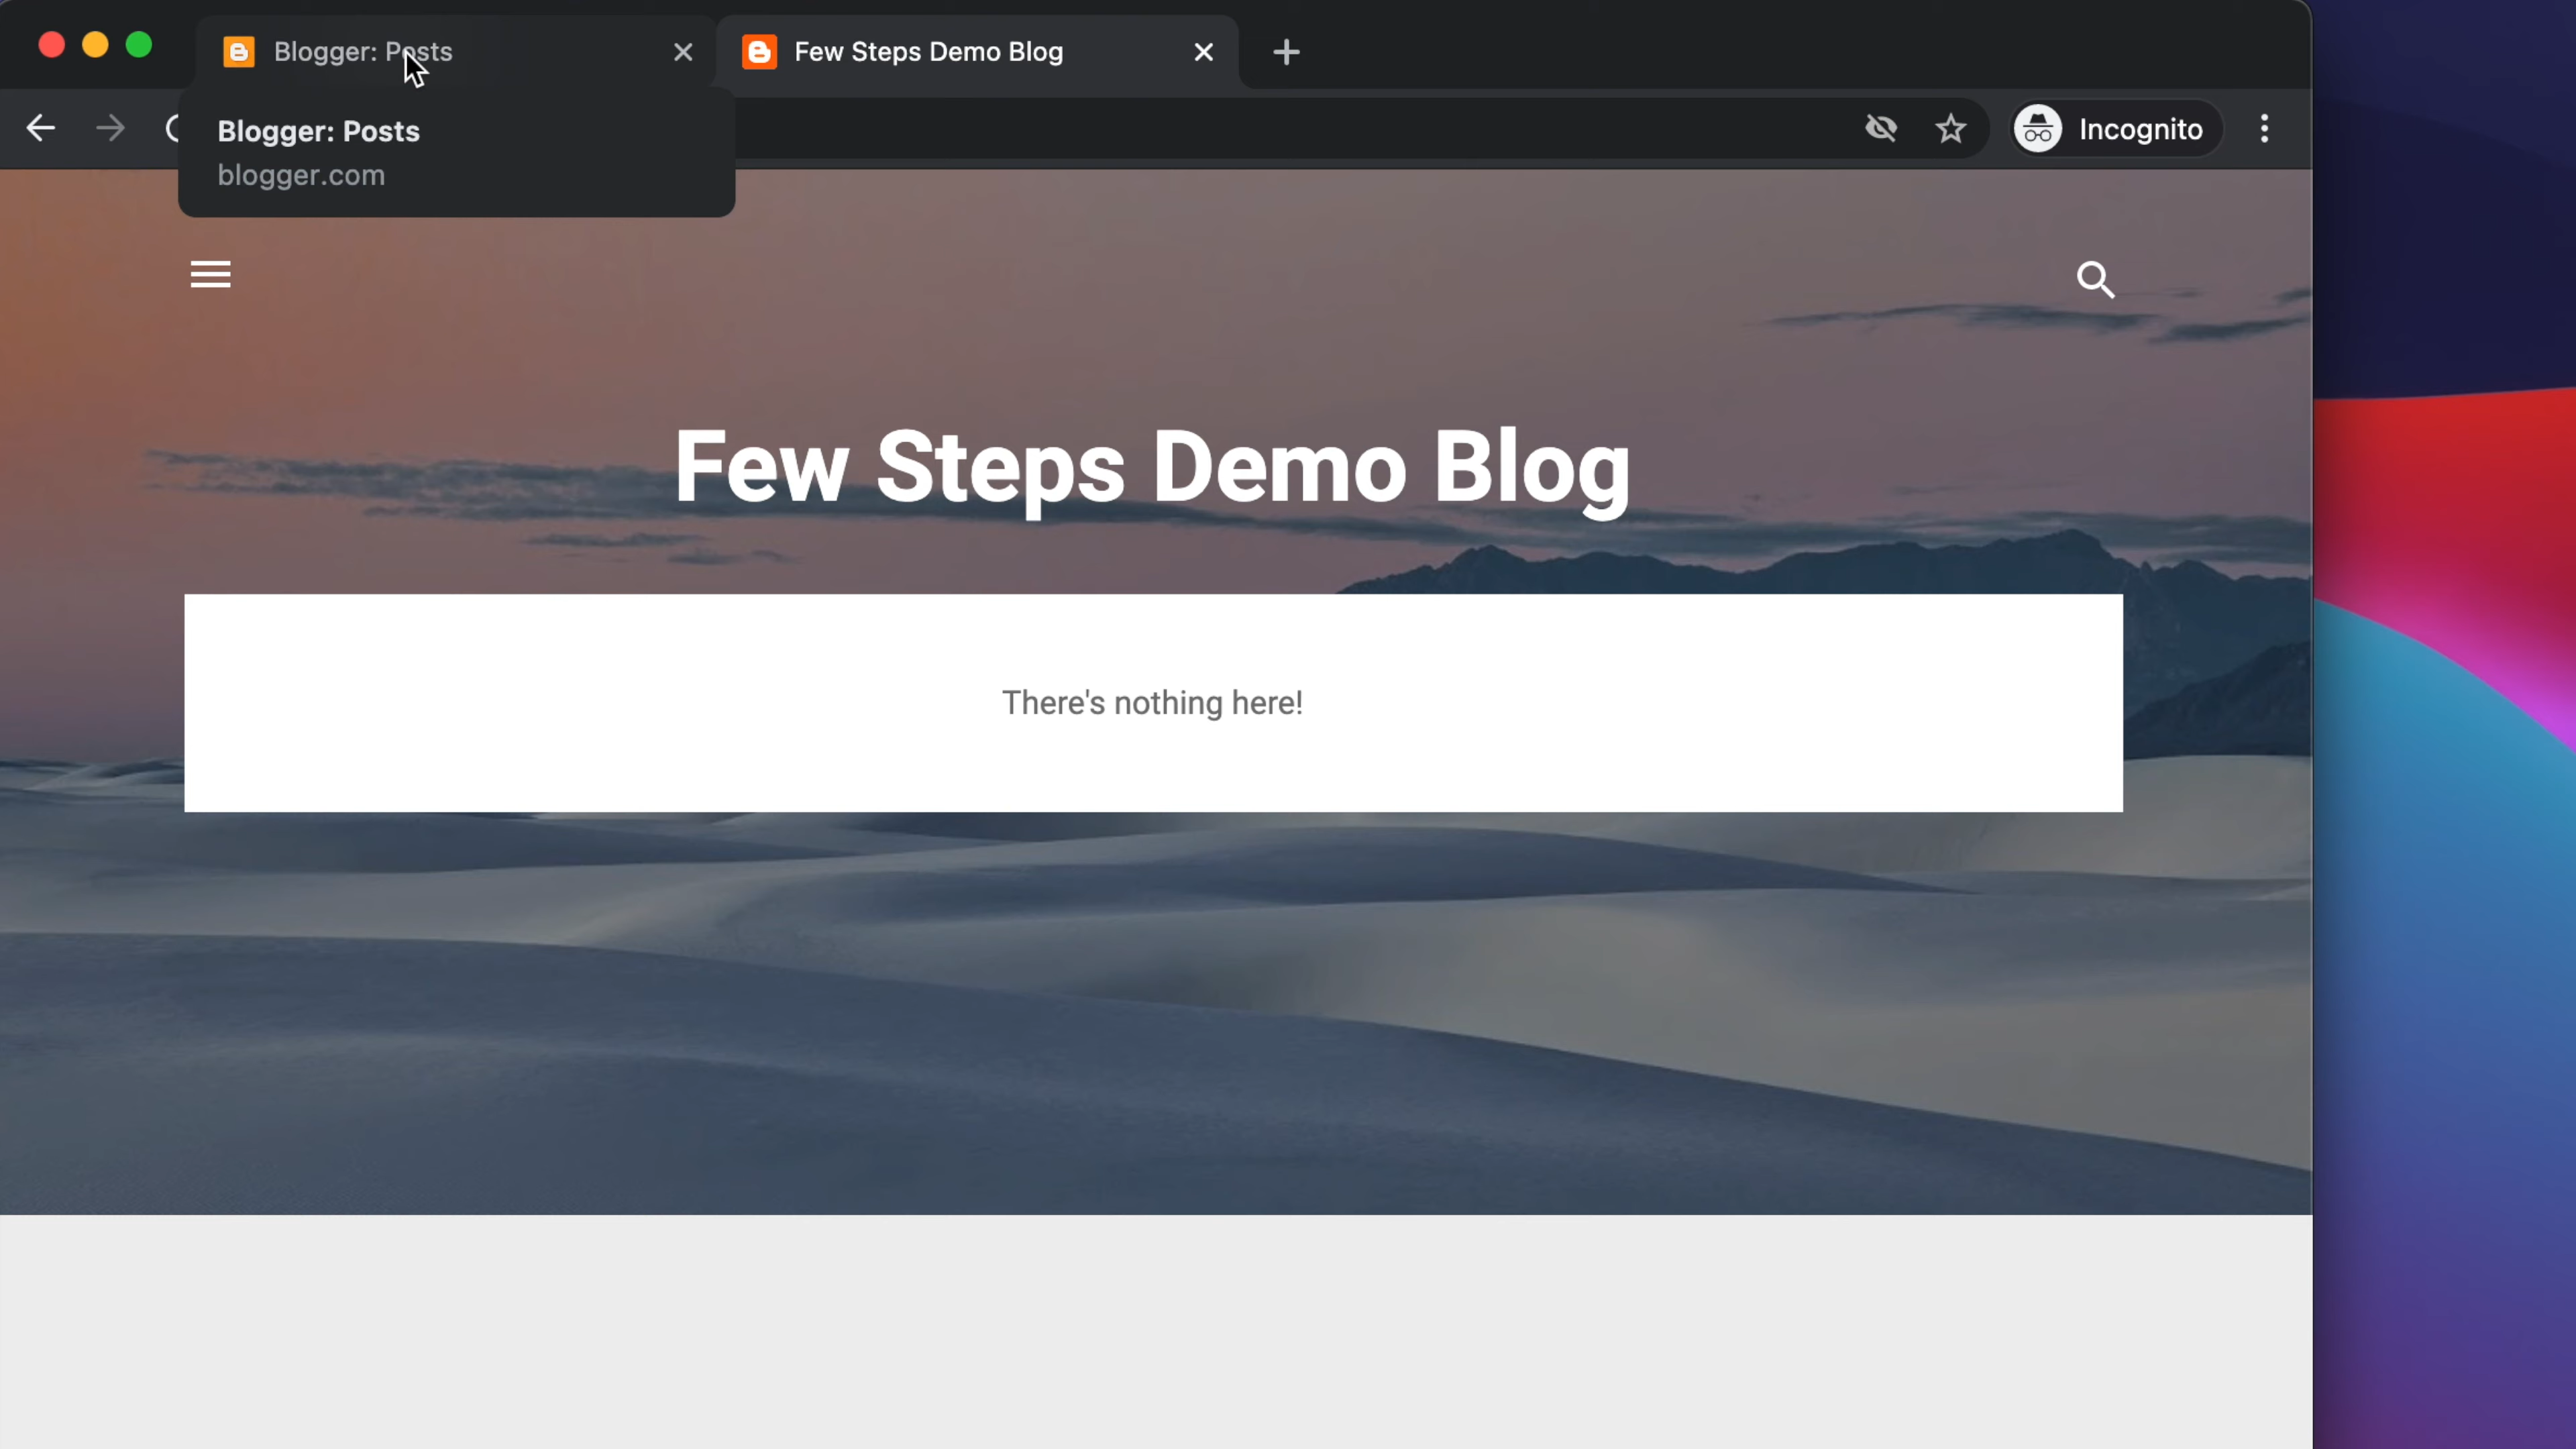 Blogger: Posts
Few Steps Demo Blog
Blogger: Posts
blogger.com
Incognito
Few Steps Demo Blog
There's nothing here!